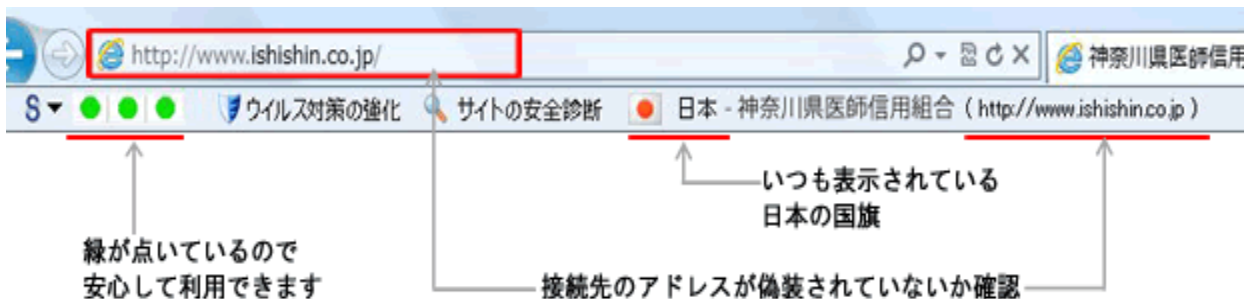 http://www.ishishin.co.jp/
神奈川県医師信用
S ウイルス対策の強化 サイトの安全診断 日本 - 神奈川県医師信用組合 ( http://www.ishishin.co.jp )
いつも表示されている
日本の国旗
緑が点いているので
安心して利用できます
接続先のアドレスが偽装されていないか確認